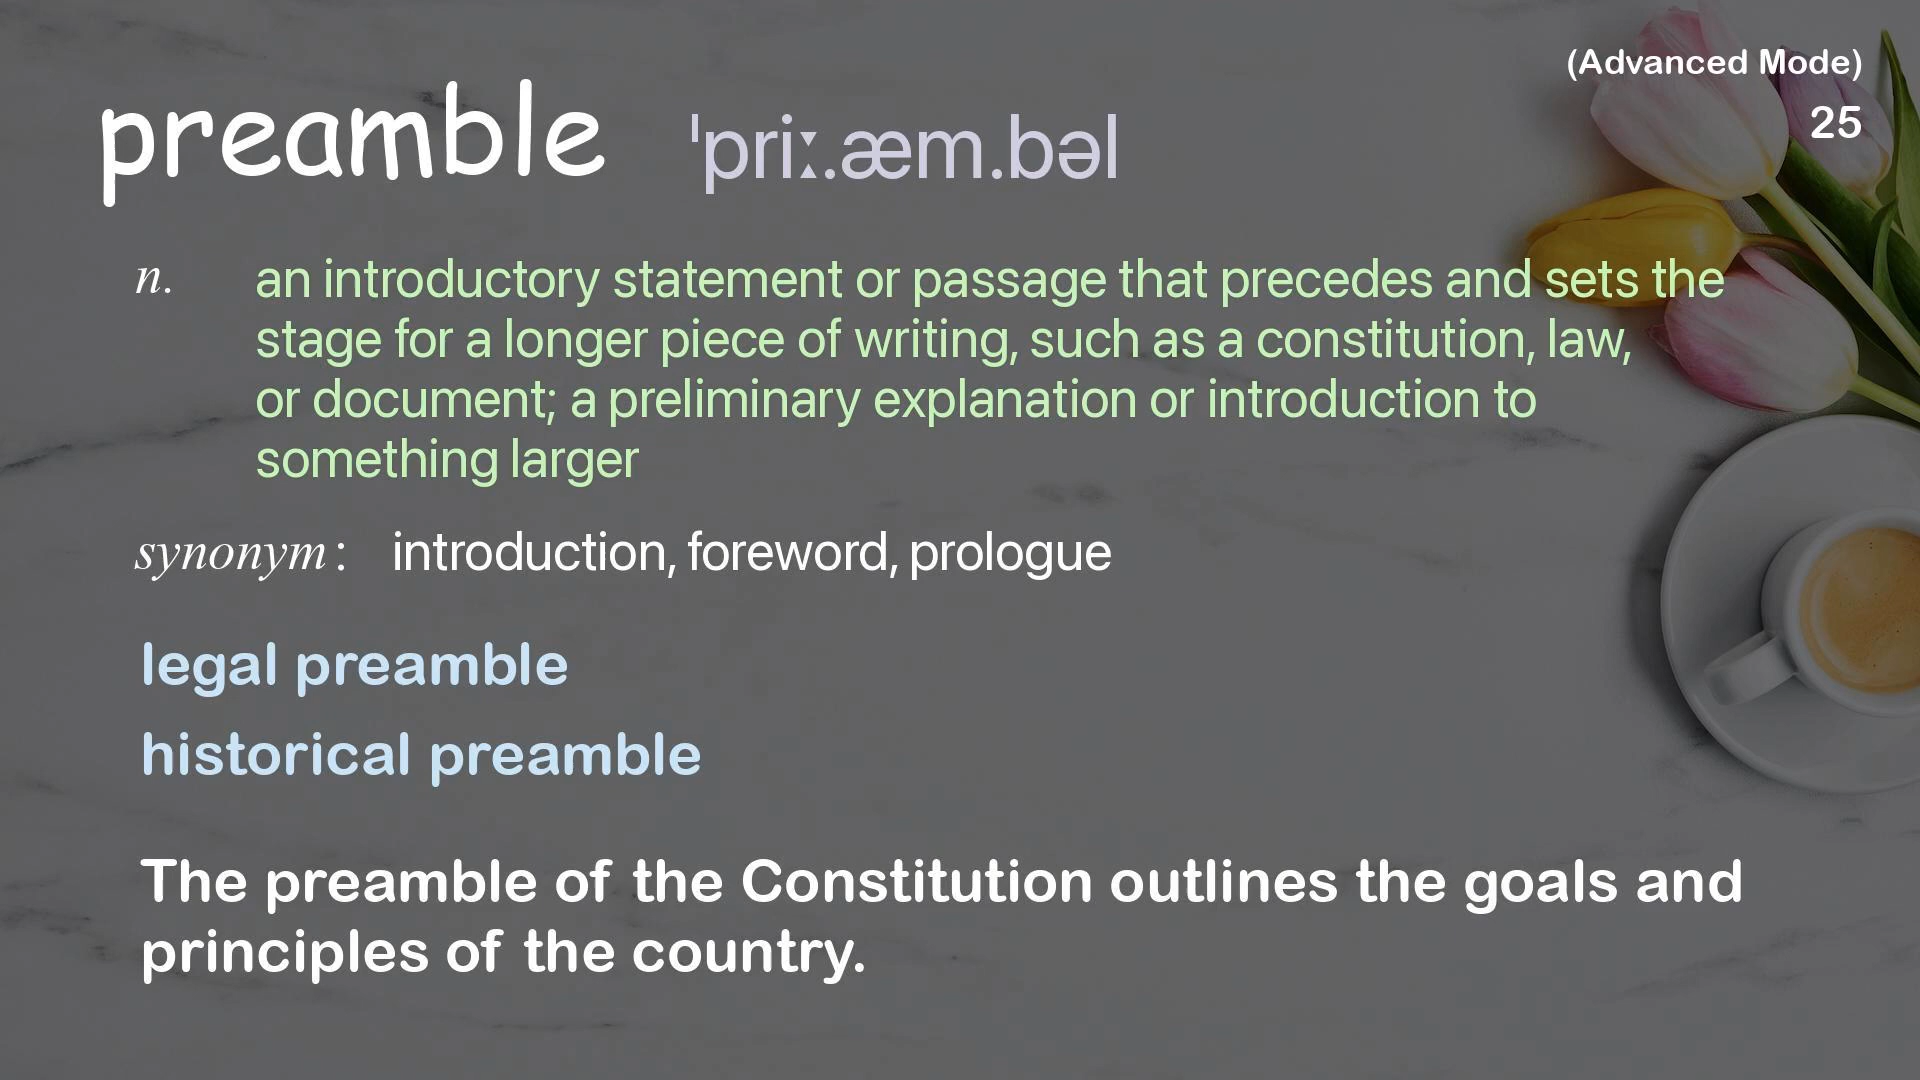 (Advanced Mode)
25
preamble ˈpriː.æm.bəl
n. an introductory statement or passage that precedes and sets the
stage for a longer piece of writing, such as a constitution, law,
or document; a preliminary explanation or introduction to
something larger
synonym: introduction, foreword, prologue
legal preamble
historical preamble
The preamble of the Constitution outlines the goals and
principles of the country.